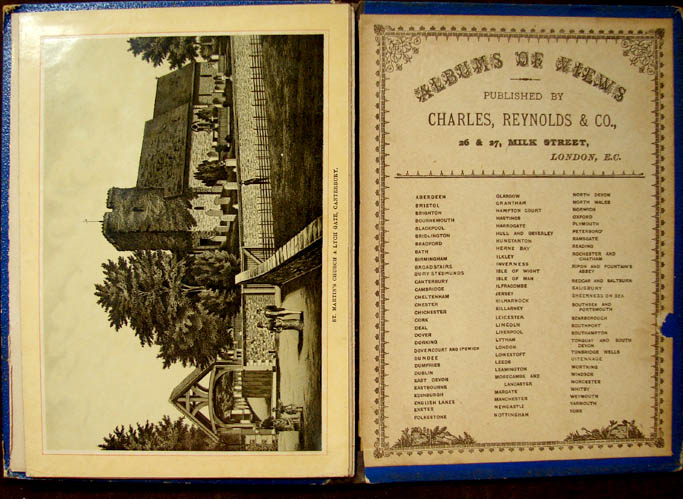 ST. MARTIN'S CHURCH & LYCH GATE, CANTERBURY.
ALBUMS OF VIEWS
PUBLISHED BY
CHARLES, REYNOLDS & CO.,
26 & 27, MILK STREET,
LONDON, E.C.
ABERDEEN
BRISTOL
BRIGHTON
BOURNEMOUTH
BLACKPOOL
BRIDLINGTON
BRADFORD
BATH
BIRMINGHAM
BROADSTAIRS
BURY ST EDMUNDS
CANTERBURY
CAMBRIDGE
CHELTENHAM
CHESTER
CHICHESTER
CORK
DEAL
DOVER
DORKING
DOVERCOURT AND IPSWICH
DUNDEE
DUMPHIES
DUBLIN
EAST DEVON
EASTBOURNE
EDINBURGH
ENGLISH LAKES
EXETER
FOLKESTONE
GLASGOW
GRANTHAM
HAMPTON COURT
HASTINGS
HARROGATE
HULL AND BEVERLEY
HUNSTANTON
HERNE BAY
ILKLEY
INVERNESS
ISLE OF WIGHT
ISLE OF MAN
ILFRACOMBE
JERSEY
KILMARNOCK
KILLARNEY
LEICESTER
LINCOLN
LIVERPOOL
LYTHAM
LONDON
LOWESTOFT
LEEDS
LEAMINGTON
MORECAMBE AND
LANCASTER
MARGATE
MANCHESTER
NEWCASTLE
NOTTINGHAM
NORTH DEVON
NORTH WALES
NORWICH
OXFORD
PLYMOUTH
PETERBORO'
RAMSGATE
READING
ROCHESTER AND
CHATHAM
RIPON AND FOUNTAIN'S
ABBEY
REDCAR AND SALTBURN
SALISBURY
SHEERNESS ON SEA
SOUTHSEA AND
PORTSMOUTH
SCARBOROUGH
SOUTHPORT
SOUTHAMPTON
TORQUAY AND SOUTH
DEVON
TONBRIDGE WELLS
WORTHING
WINDSOR
WORCESTER
WHITBY
WEYMOUTH
YARMOUTH
YORK